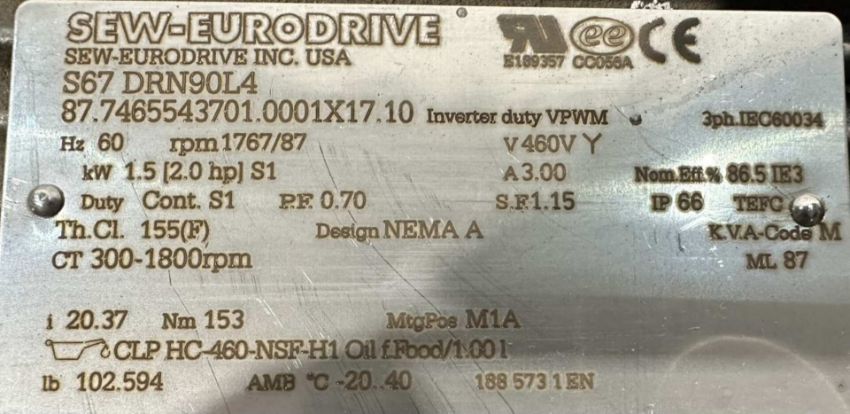 SEW-EURODRIVE
SEW-EURODRIVE INC. USA
E189357 CC056A
S67 DRN90L4
87.7465543701.0001X17.10 Inverter duty VPWM 3ph.IEC60034
Hz 60 rpm 1767/87 V 460V Y
kW 1.5 [2.0 hp] S1 A 3.00 Nom.Eff.% 86.5 IE3
Duty Cont. S1 P.F. 0.70 S.F.1.15 IP 66 TEFC
Th.Cl. 155(F) Design NEMA A K.V.A-Code M
CT 300-1800rpm ML 87
i 20.37 Nm 153 MtgPos M1A
CLP HC-460-NSF-H1 Oil f.Food/1.00 l
lb 102.594 AMB °C -20..40 188 573 1 EN